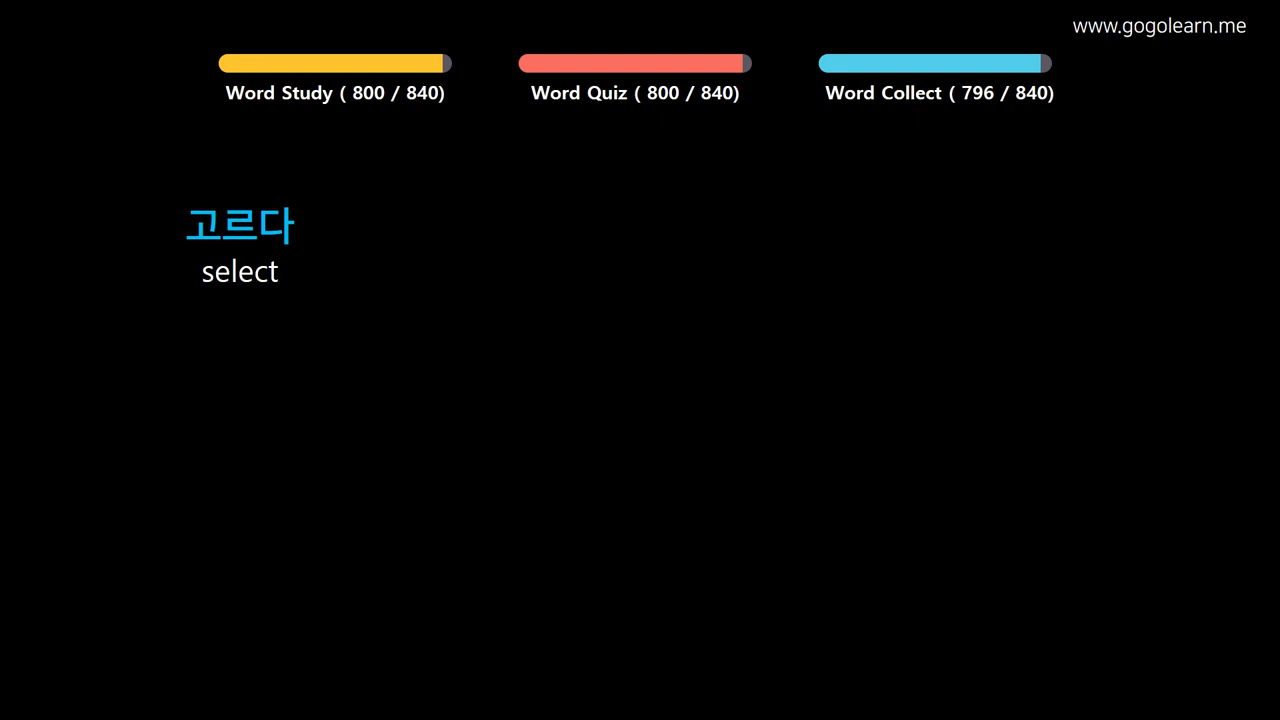 www.gogolearn.me
Word Study ( 800 / 840)
Word Quiz ( 800 / 840)
Word Collect ( 796 / 840)
고르다
select